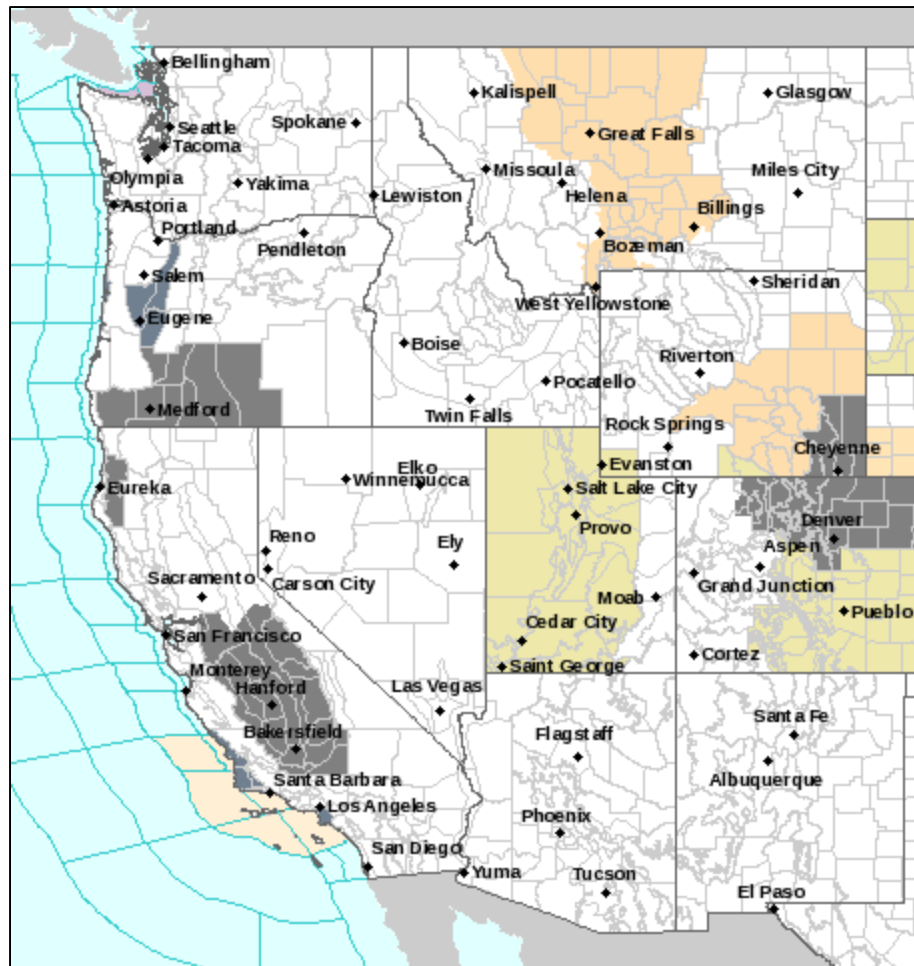 Bellingham
Kalispell
Glasgow
Seattle
Spokane
Great Falls
Tacoma
Olympia
Yakima
Missoula
Helena
Miles City
Lewiston
Astoria
Portland
Pendleton
Billings
Bozeman
Salem
West Yellowstone
Sheridan
Eugene
Boise
Riverton
Pocatello
Medford
Twin Falls
Rock Springs
Cheyenne
Eureka
Winnemucca
Elko
Evanston
Salt Lake City
Provo
Denver
Reno
Ely
Aspen
Carson City
Grand Junction
Sacramento
Moab
Pueblo
San Francisco
Cedar City
Cortez
Saint George
Monterey
Hanford
Las Vegas
Bakersfield
Flagstaff
Santa Fe
Albuquerque
Santa Barbara
Los Angeles
Phoenix
San Diego
Yuma
Tucson
El Paso